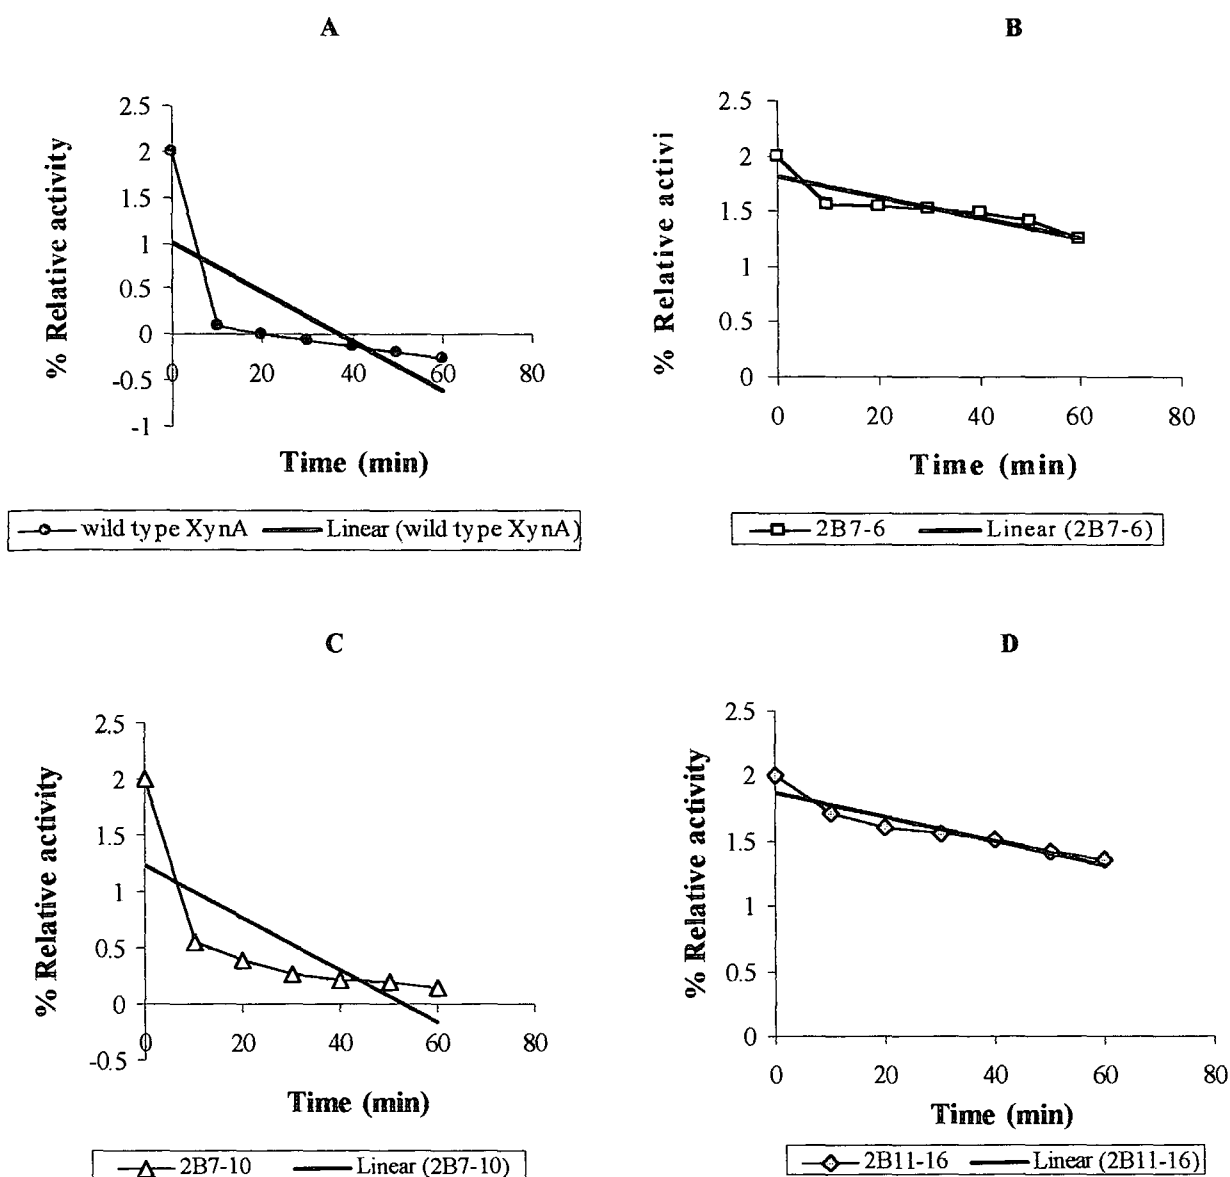 A
B
2.5
2
1.5
1
0.5
0
-0.5
-1
0
20
40
60
80
% Relative activity
Time (min)
wild type XynA
Linear (wild type XynA)
2.5
2
1.5
1
0.5
0
0
20
40
60
80
% Relative activi
Time (min)
2B7-6
Linear (2B7-6)
C
D
2.5
2
1.5
1
0.5
0
-0.5
0
20
40
60
80
% Relative activity
Time (min)
2B7-10
Linear (2B7-10)
2.5
2
1.5
1
0.5
0
0
20
40
60
80
% Relative activity
Time (min)
2B11-16
Linear (2B11-16)